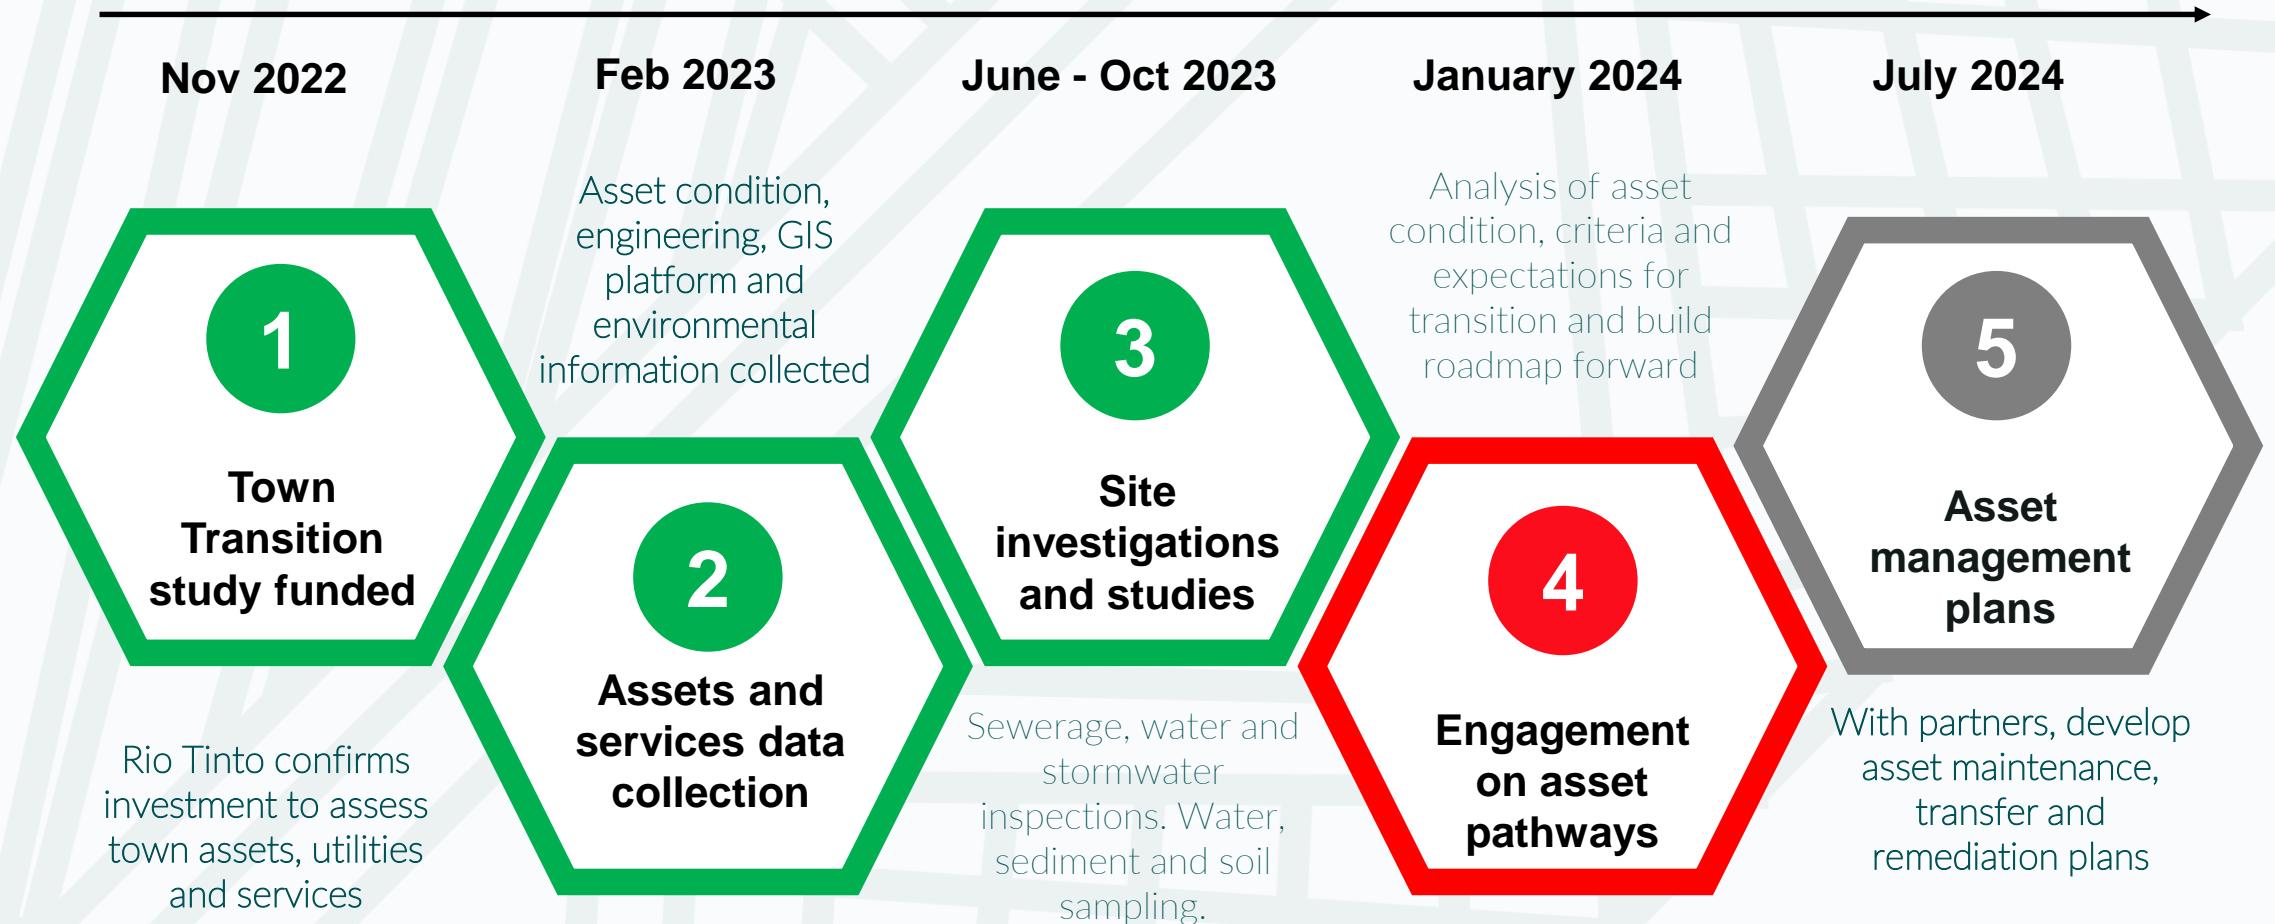 Nov 2022
Feb 2023
June - Oct 2023
January 2024
July 2024
1
Town
Transition
study funded
Rio Tinto confirms
investment to assess
town assets, utilities
and services
Asset condition,
engineering, GIS
platform and
environmental
information collected
2
Assets and
services data
collection
3
Site
investigations
and studies
Sewerage, water and
stormwater
inspections. Water,
sediment and soil
sampling.
Analysis of asset
condition, criteria and
expectations for
transition and build
roadmap forward
4
Engagement
on asset
pathways
5
Asset
management
plans
With partners, develop
asset maintenance,
transfer and
remediation plans